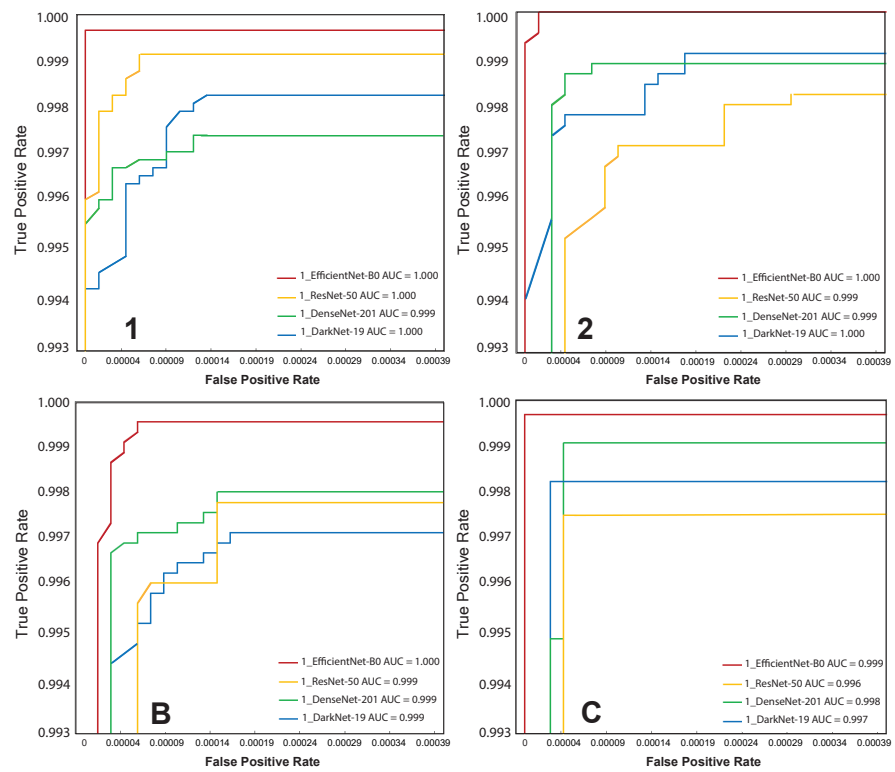 1.000
0.999
0.998
0.997
0.996
0.995
0.994
0.993
True Positive Rate
1_EfficientNet-B0 AUC = 1.000
1_ResNet-50 AUC = 1.000
1_DenseNet-201 AUC = 0.999
1_DarkNet-19 AUC = 1.000
1
0 0.00004 0.00009 0.00014 0.00019 0.00029 0.00034 0.00039
False Positive Rate
1.000
0.999
0.998
0.997
0.996
0.995
0.994
0.993
True Positive Rate
1_EfficientNet-B0 AUC = 1.000
1_ResNet-50 AUC = 0.999
1_DenseNet-201 AUC = 0.999
1_DarkNet-19 AUC = 1.000
2
0 0.00004 0.00009 0.00014 0.00019 0.00029 0.00034 0.00039
False Positive Rate
1.000
0.999
0.998
0.997
0.996
0.995
0.994
0.993
True Positive Rate
1_EfficientNet-B0 AUC = 1.000
1_ResNet-50 AUC = 0.999
1_DenseNet-201 AUC = 0.999
1_DarkNet-19 AUC = 0.999
B
0 0.00004 0.00009 0.00014 0.00019 0.00029 0.00034 0.00039
False Positive Rate
1.000
0.999
0.998
0.997
0.996
0.995
0.994
0.993
True Positive Rate
1_EfficientNet-B0 AUC = 0.999
1_ResNet-50 AUC = 0.996
1_DenseNet-201 AUC = 0.998
1_DarkNet-19 AUC = 0.997
C
0 0.00004 0.00009 0.00014 0.00019 0.00029 0.00034 0.00039
False Positive Rate